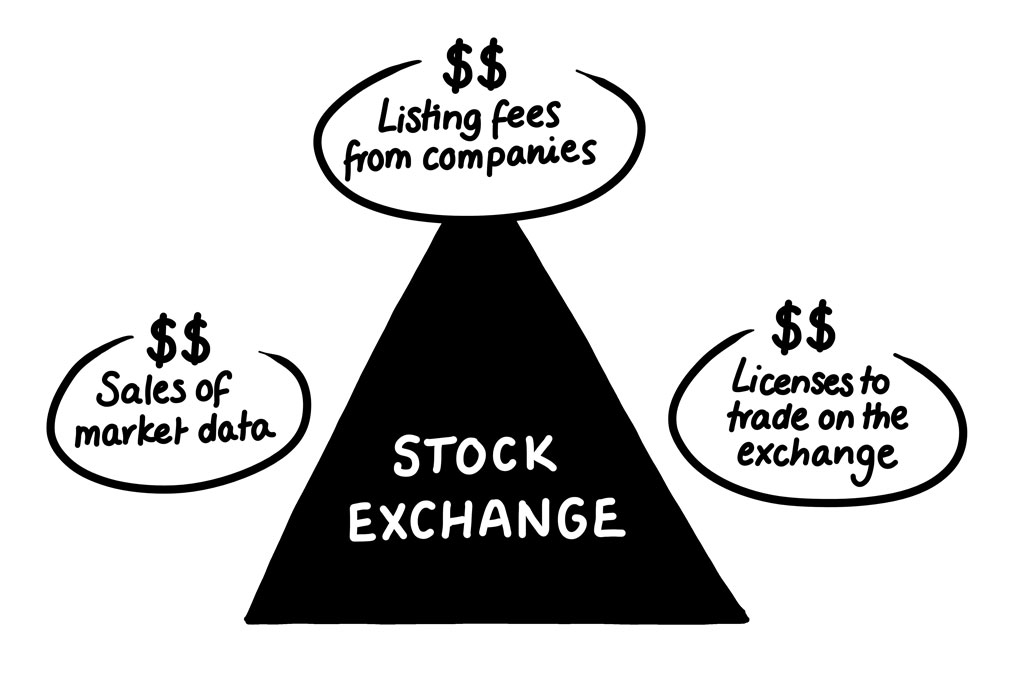 $$
Listing fees
from companies
$$
Sales of
market data
$$
Licenses to
trade on the
exchange
STOCK
EXCHANGE